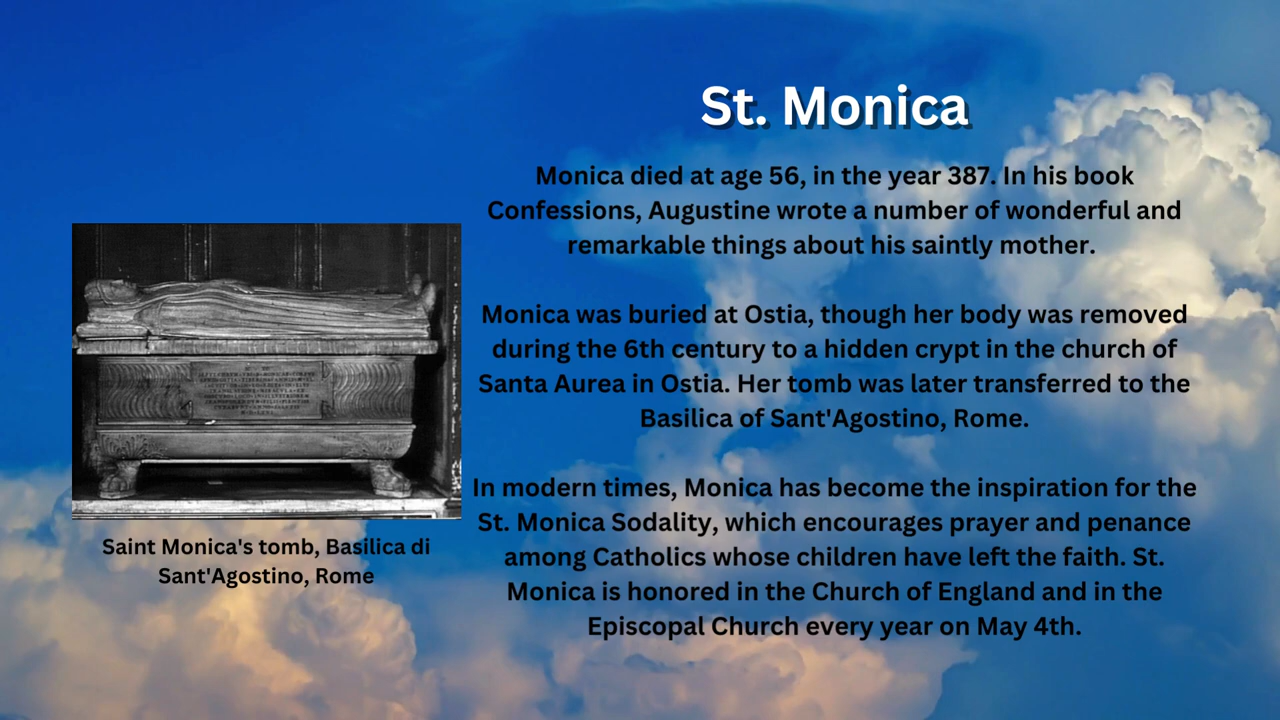 St. Monica
Monica died at age 56, in the year 387. In his book
Confessions, Augustine wrote a number of wonderful and
remarkable things about his saintly mother.
Monica was buried at Ostia, though her body was removed
during the 6th century to a hidden crypt in the church of
Santa Aurea in Ostia. Her tomb was later transferred to the
Basilica of Sant'Agostino, Rome.
In modern times, Monica has become the inspiration for the
St. Monica Sodality, which encourages prayer and penance
among Catholics whose children have left the faith. St.
Monica is honored in the Church of England and in the
Episcopal Church every year on May 4th.
Saint Monica's tomb, Basilica di
Sant'Agostino, Rome